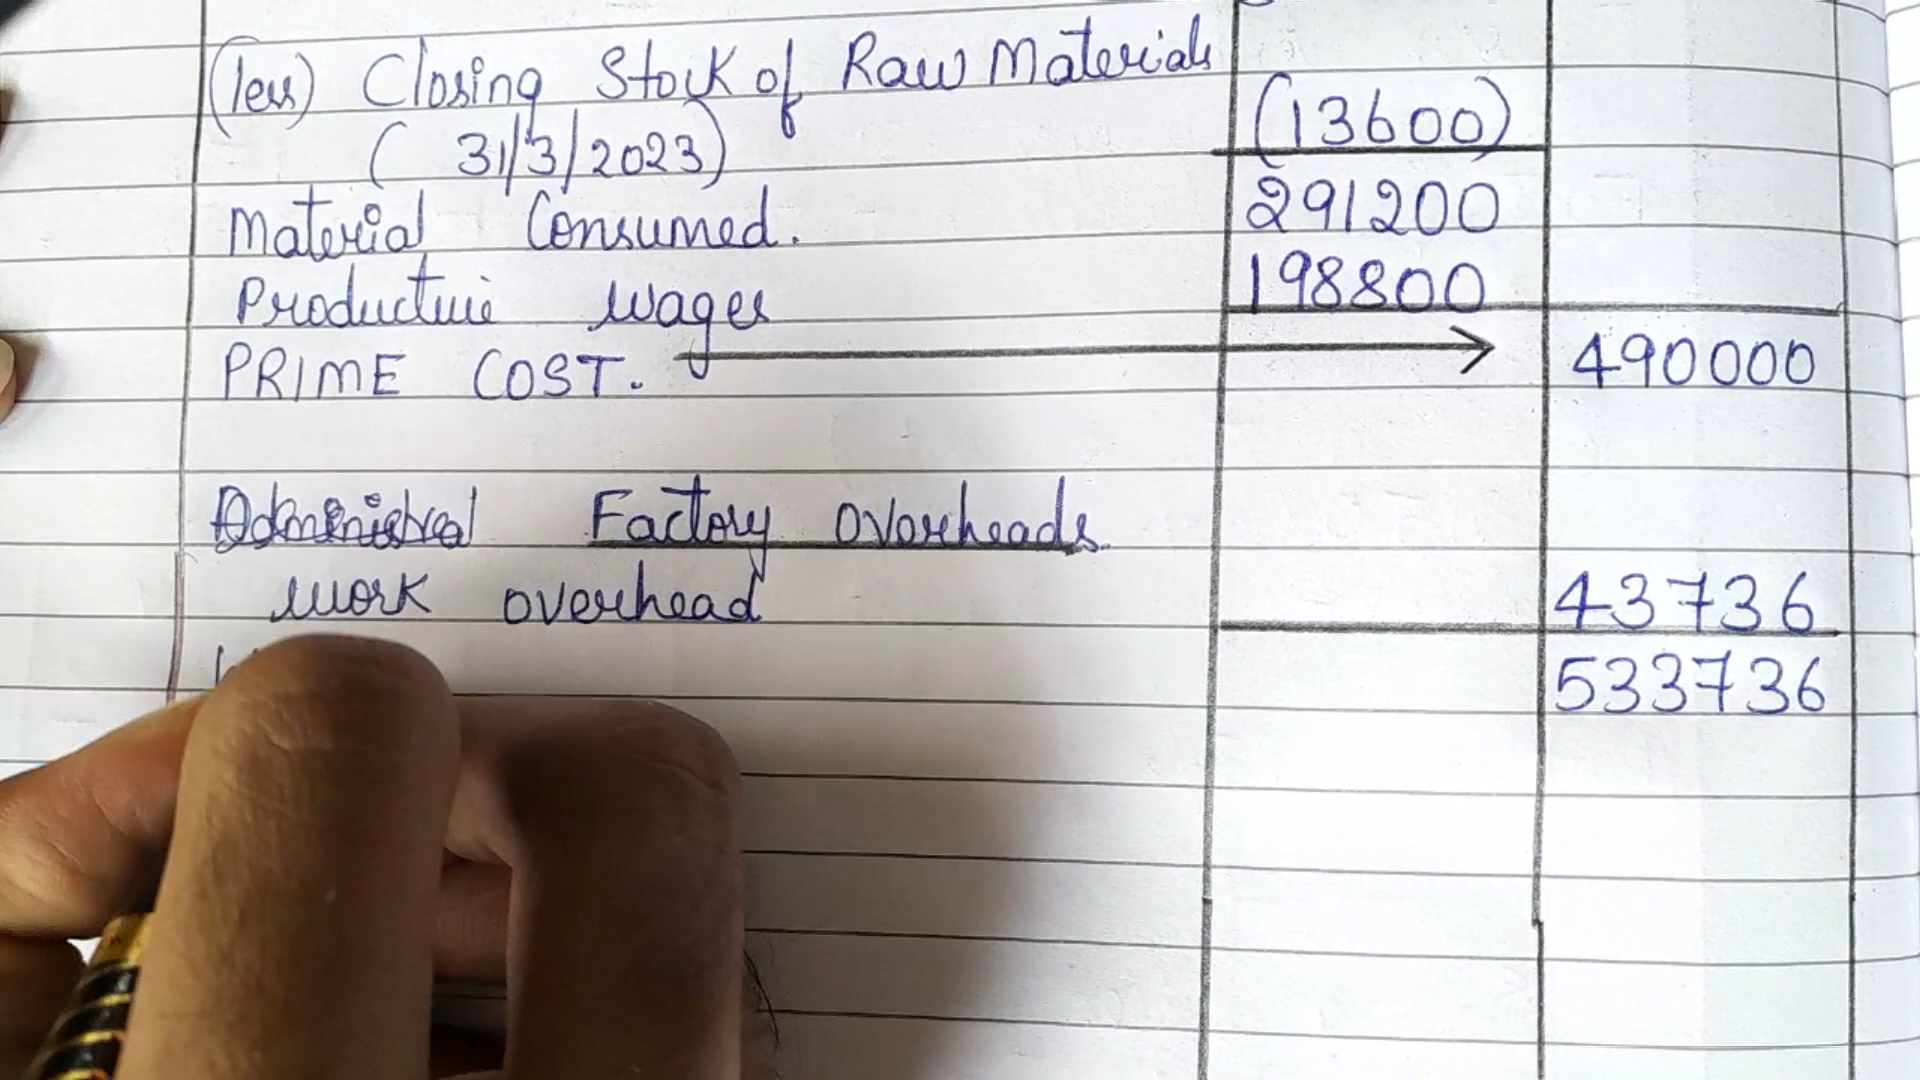 (less) Closing Stock of Raw Materials
(13600)
( 31/3/2023)
Material Consumed. 291200
Productive wages 198800
PRIME COST. 490000
Factory Overheads.
work overhead 43736
533736